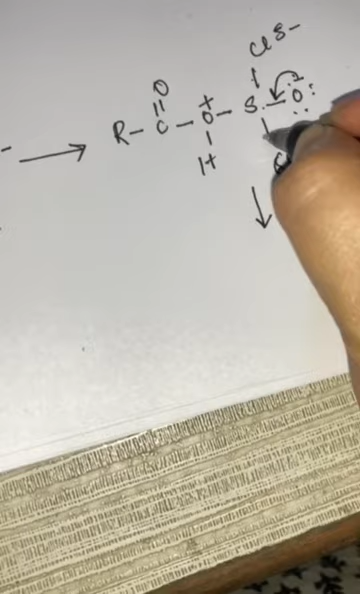 Cl δ-
O
R - C - O+ - S - O:
H